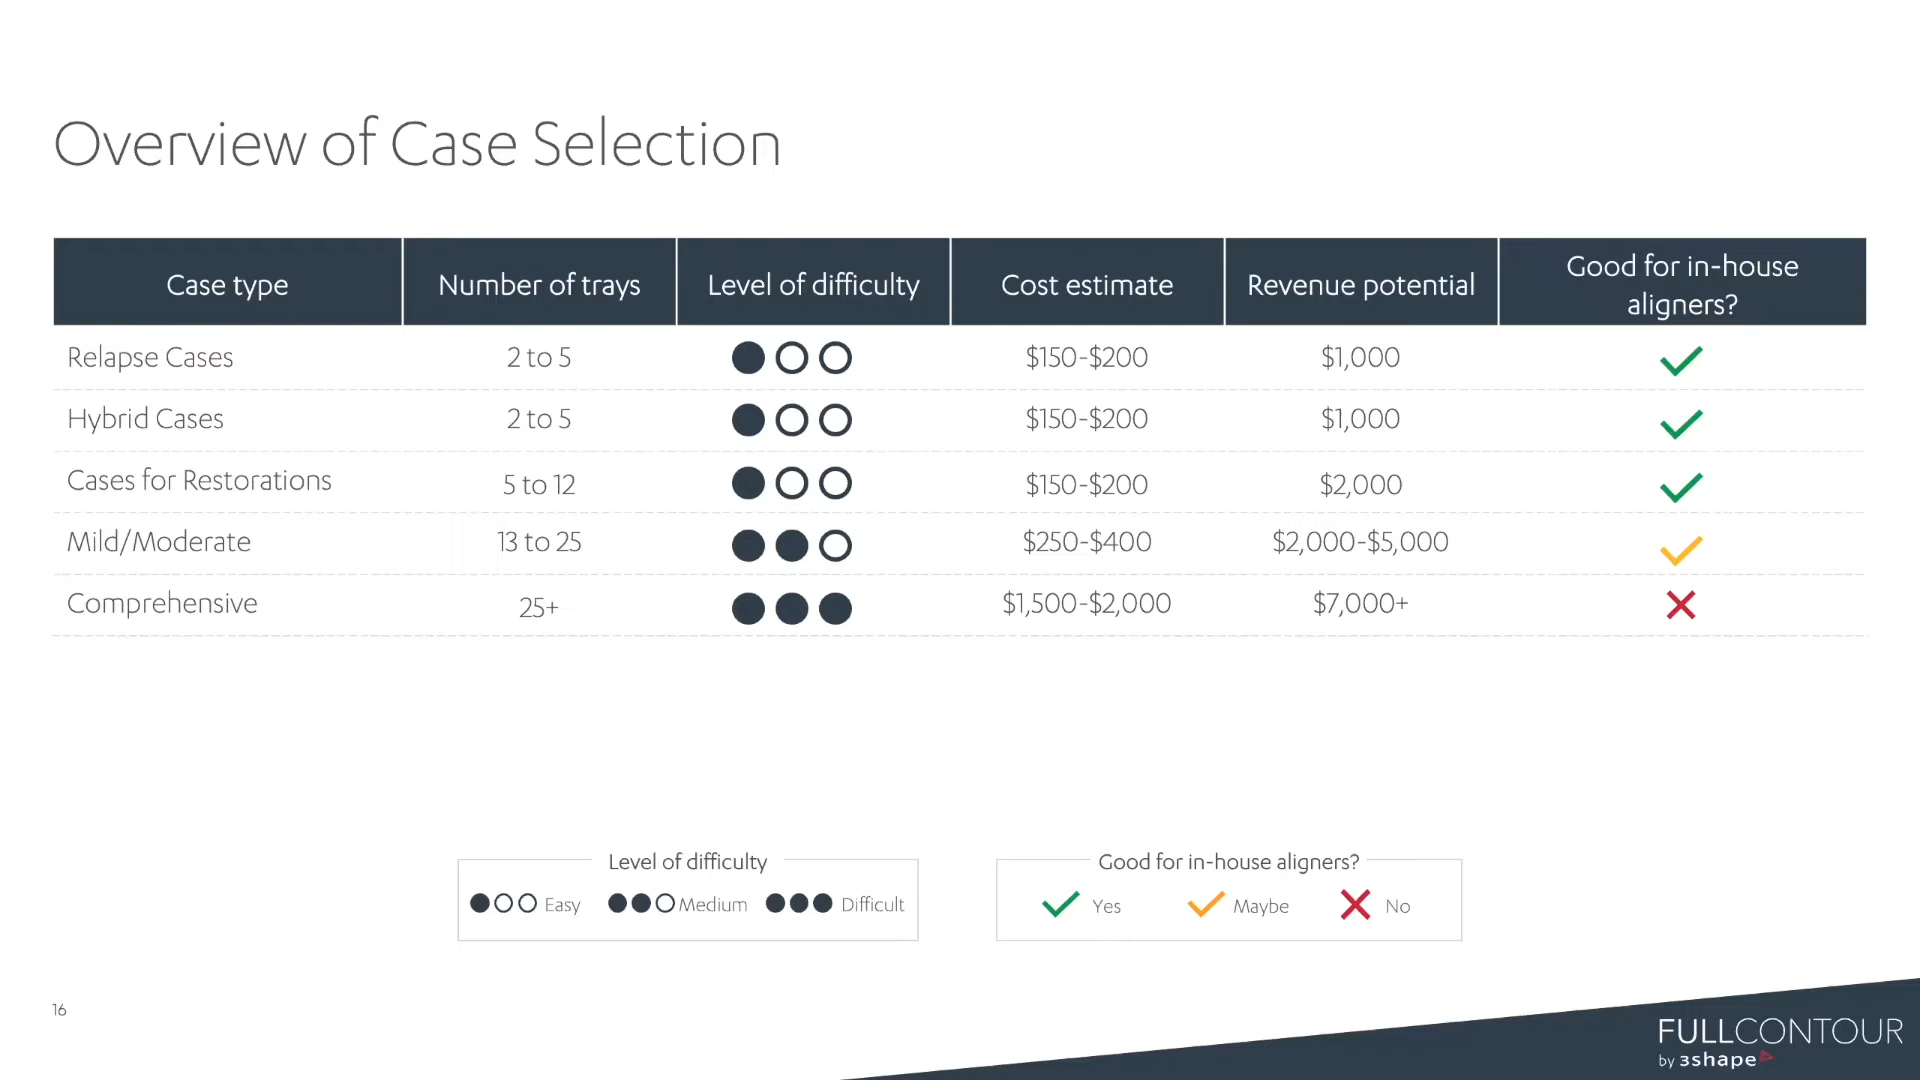 Overview of Case Selection
Case type Number of trays Level of difficulty Cost estimate Revenue potential Good for in-house aligners?
Relapse Cases 2 to 5 $150-$200 $1,000
Hybrid Cases 2 to 5 $150-$200 $1,000
Cases for Restorations 5 to 12 $150-$200 $2,000
Mild/Moderate 13 to 25 $250-$400 $2,000-$5,000
Comprehensive 25+ $1,500-$2,000 $7,000+
Level of difficulty
Easy Medium Difficult
Good for in-house aligners?
Yes Maybe No
16
FULLCONTOUR
by 3shape